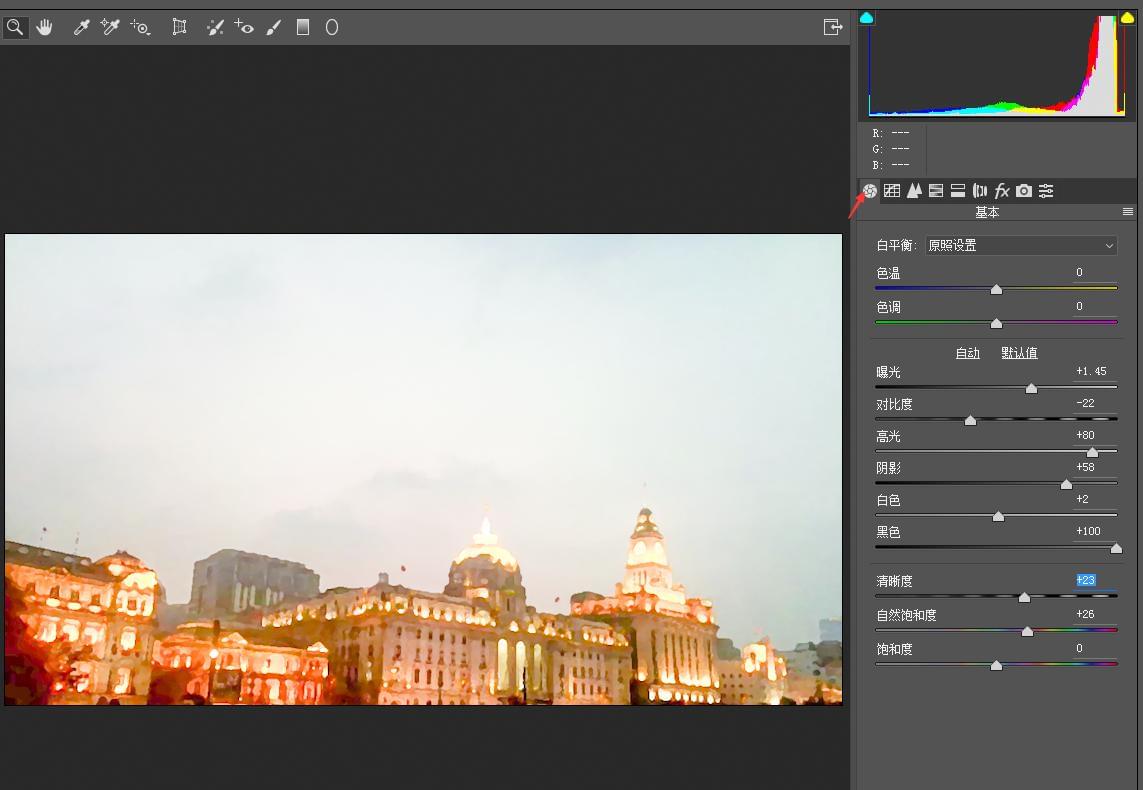 R: ---
G: ---
B: ---
fx
基本
白平衡: 原照设置
色温 0
色调 0
自动 默认值
曝光 +1.45
对比度 -22
高光 +80
阴影 +58
白色 +2
黑色 +100
清晰度 +23
自然饱和度 +26
饱和度 0